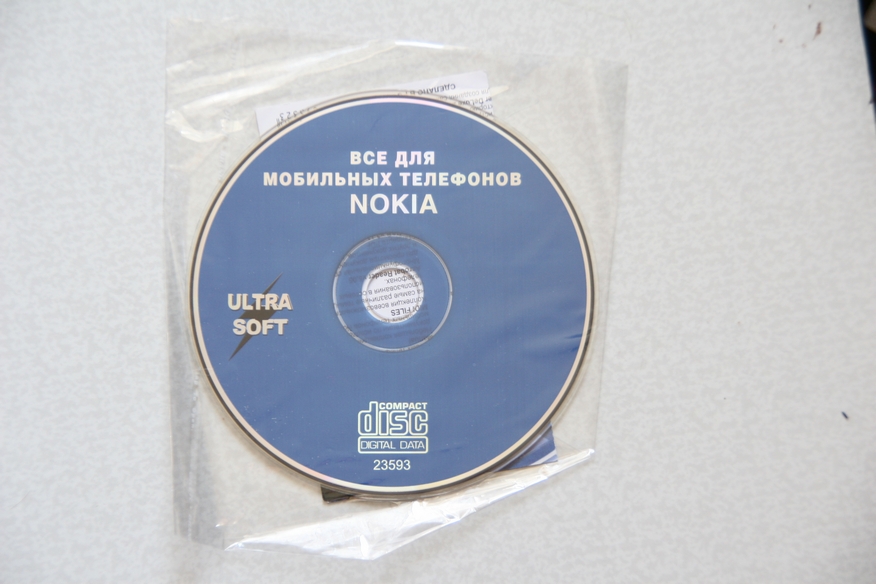 ВСЕ ДЛЯ
МОБИЛЬНЫХ ТЕЛЕФОНОВ
NOKIA
ULTRA
SOFT
COMPACT
disc
DIGITAL DATA
23593